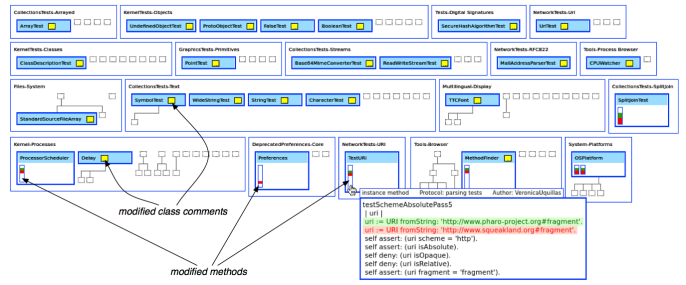 CollectionsTests-Arrayed KernelTests-Objects Tests-Digital Signatures NetworkTests-Url
ArrayTest UndefinedObjectTest ProtoObjectTest FalseTest BooleanTest SecureHashAlgorithmTest UrlTest
KernelTests-Classes GraphicsTests-Primitives CollectionsTests-Streams NetworkTests-RFC822 Tools-Process Browser
ClassDescriptionTest PointTest Base64MimeConverterTest ReadWriteStreamTest MailAddressParserTest CPUWatcher
Files-System CollectionsTests-Text Multilingual-Display CollectionsTests-SplitJoin
SymbolTest WideStringTest StringTest CharacterTest TTCFont SplitJoinTest
StandardSourceFileArray
Kernel-Processes DeprecatedPreferences-Core NetworkTests-URI Tools-Browser System-Platforms
ProcessorScheduler Delay Preferences TestURI MethodFinder OSPlatform
instance method Protocol: parsing tests Author: VeronicaUquillas
testSchemeAbsolutePass5
| uri |
uri := URI fromString: 'http://www.pharo-project.org#fragment'.
uri := URI fromString: 'http://www.squeakland.org#fragment'.
self assert: (uri scheme = 'http').
self assert: (uri isAbsolute).
self deny: (uri isOpaque).
self deny: (uri isRelative).
self assert: (uri fragment = 'fragment').
modified class comments
modified methods